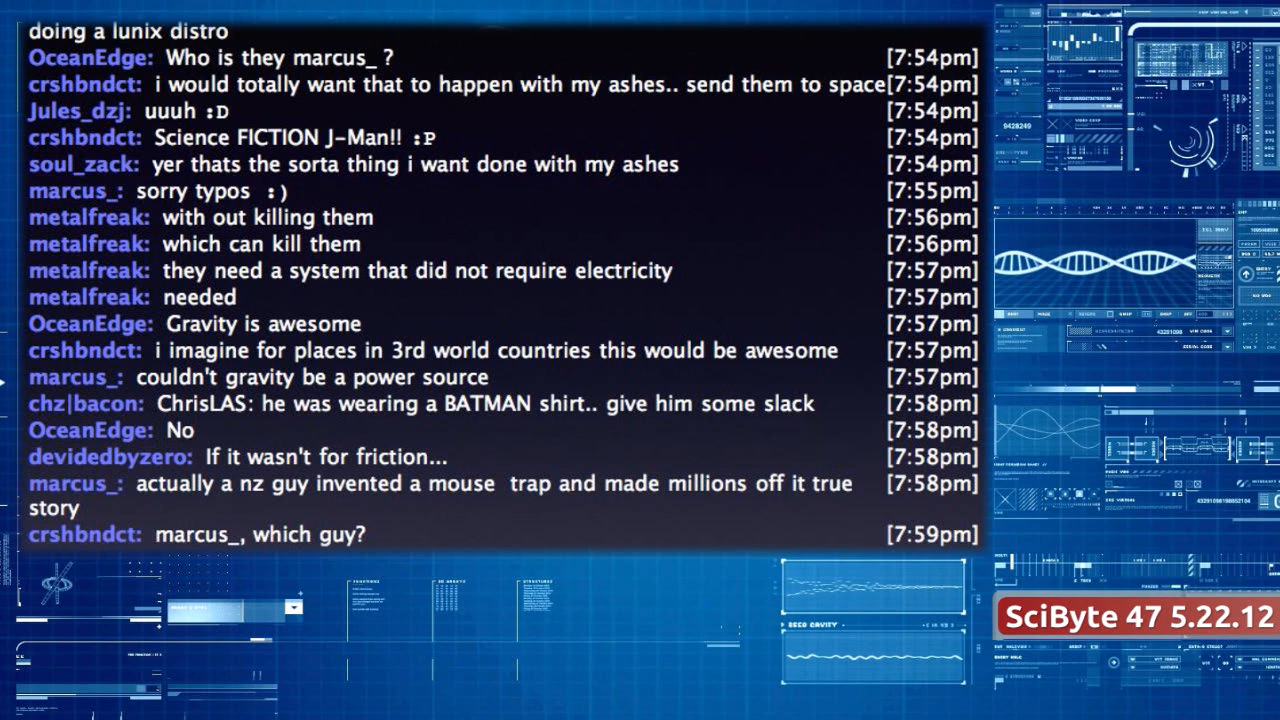 doing a lunix distro
OceanEdge: Who is they marcus_ ? [7:54pm]
crshbndct: i would totally for that to happen with my ashes.. send them to space [7:54pm]
Jules_dzj: uuuh :D [7:54pm]
crshbndct: Science FICTION J-Man!! :P [7:54pm]
soul_zack: yer thats the sorta thing i want done with my ashes [7:54pm]
marcus_: sorry typos :) [7:55pm]
metalfreak: with out killing them [7:56pm]
metalfreak: which can kill them [7:56pm]
metalfreak: they need a system that did not require electricity [7:57pm]
metalfreak: needed [7:57pm]
OceanEdge: Gravity is awesome [7:57pm]
crshbndct: i imagine for places in 3rd world countries this would be awesome [7:57pm]
marcus_: couldn't gravity be a power source [7:57pm]
chz|bacon: ChrisLAS: he was wearing a BATMAN shirt.. give him some slack [7:58pm]
OceanEdge: No [7:58pm]
devidedbyzero: If it wasn't for friction... [7:58pm]
marcus_: actually a nz guy invented a mouse trap and made millions off it true [7:58pm]
story
crshbndct: marcus_, which guy? [7:59pm]
9428249
SciByte 47 5.22.12